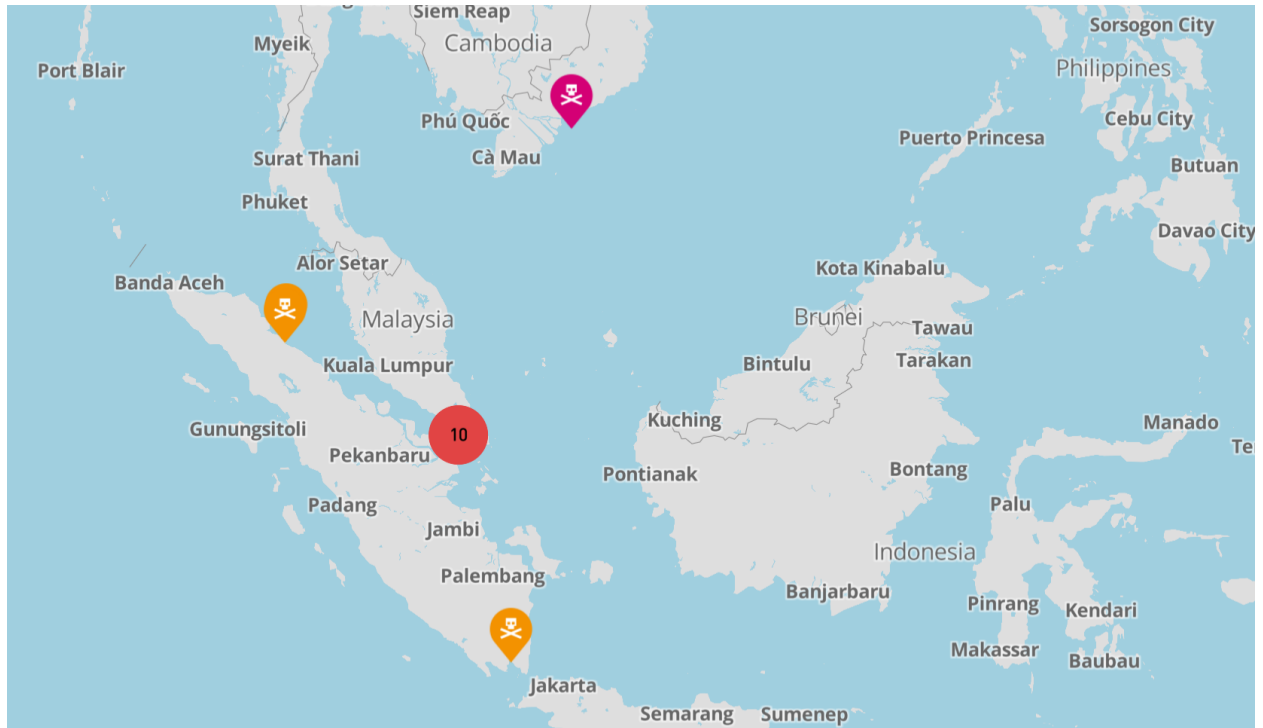 Siem Reap
Sorsogon City
Myeik
Cambodia
Port Blair
Philippines
Phú Quốc
Cebu City
Puerto Princesa
Surat Thani
Cà Mau
Butuan
Phuket
Davao City
Alor Setar
Kota Kinabalu
Banda Aceh
Malaysia
Brunei
Tawau
Kuala Lumpur
Bintulu
Tarakan
Kuching
Manado
Gunungsitoli
10
Te
Pekanbaru
Pontianak
Bontang
Padang
Palu
Jambi
Indonesia
Palembang
Banjarbaru
Pinrang
Kendari
Makassar
Baubau
Jakarta
Semarang
Sumenep